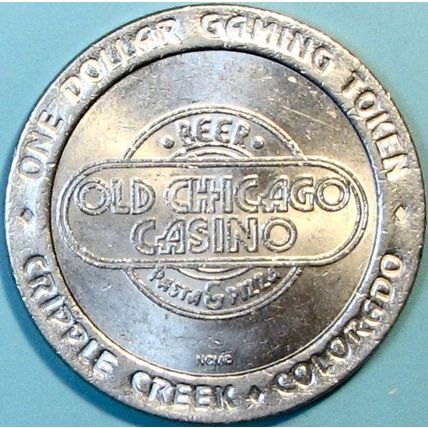 ONE DOLLAR GAMING TOKEN
• BEER •
OLD CHICAGO
CASINO
PASTA & PIZZA
NCM©
CRIPPLE CREEK ♦ COLORADO